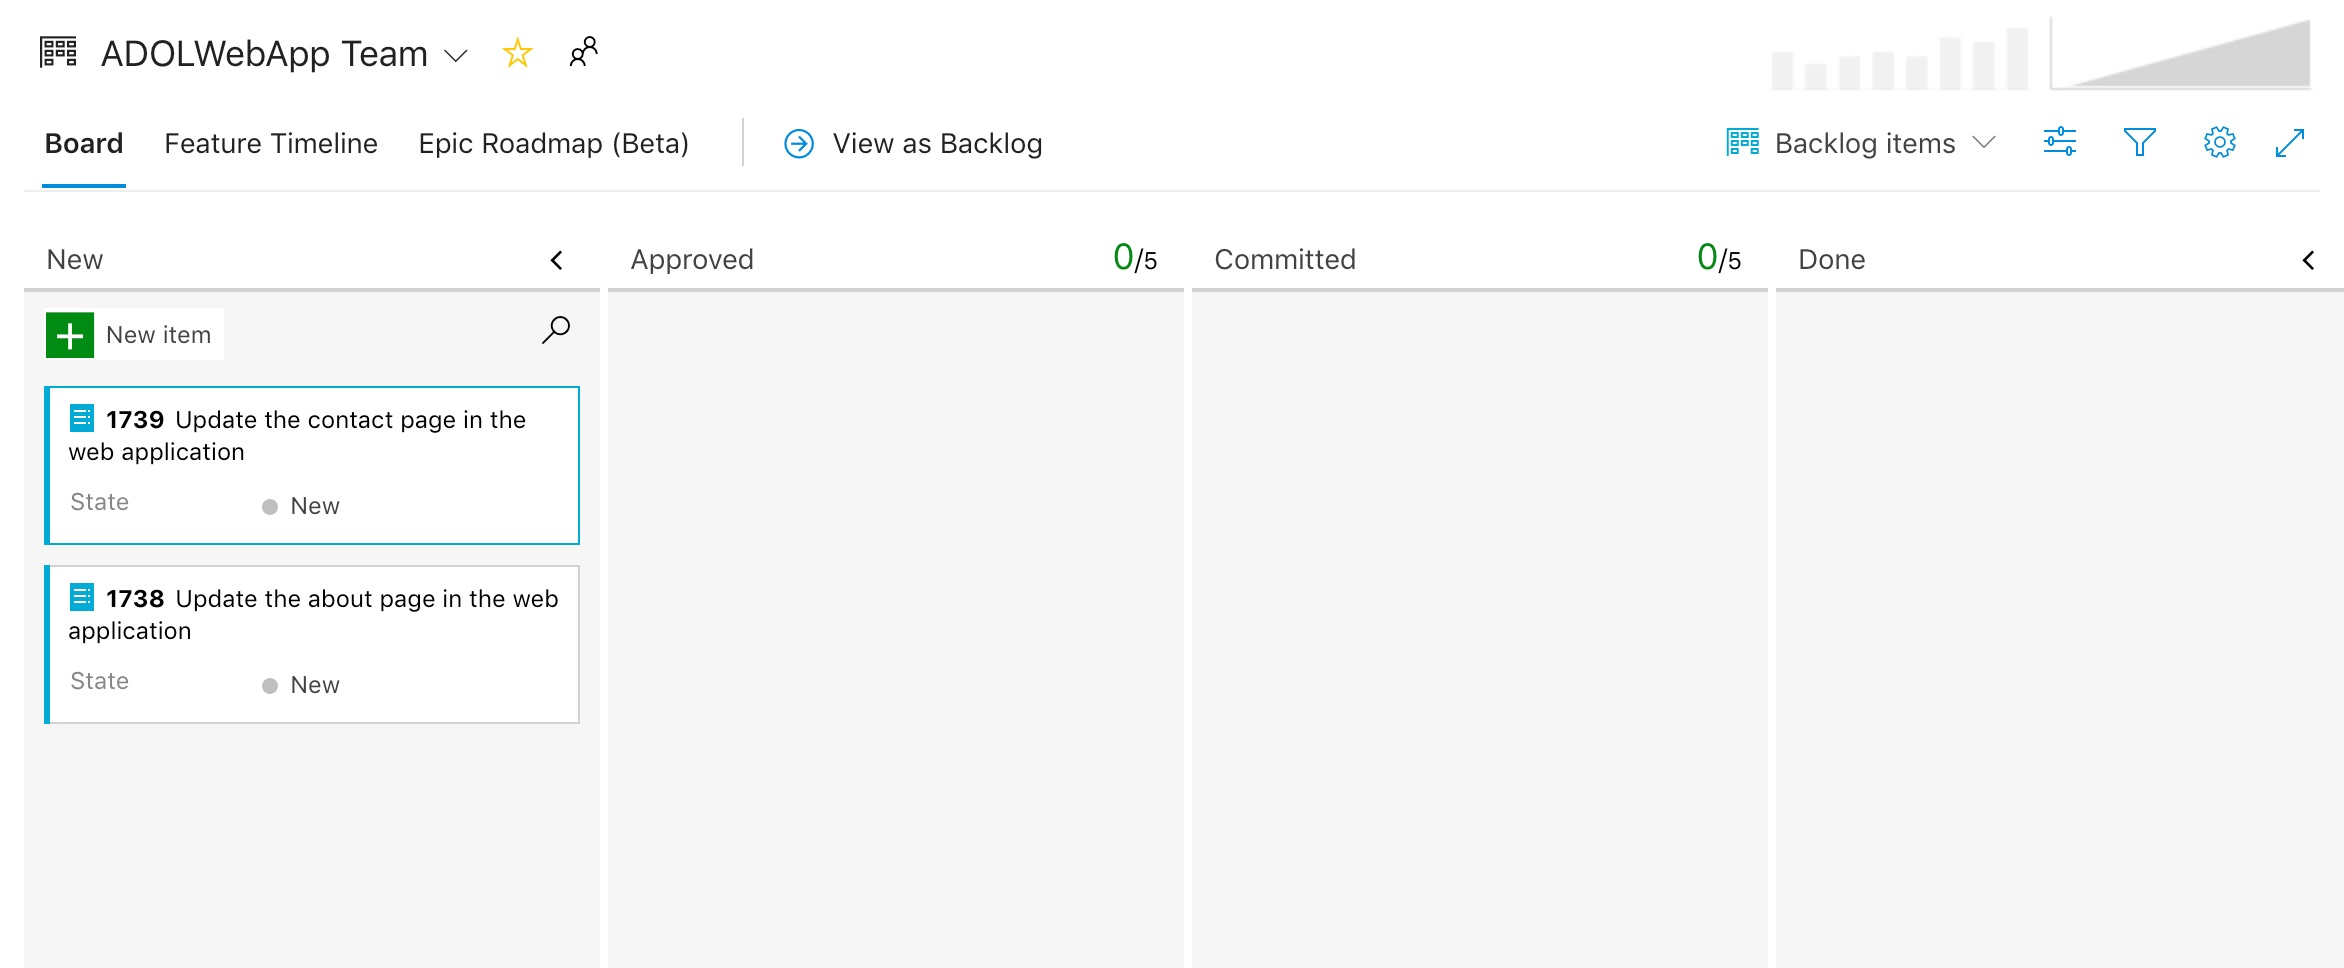 ADOLWebApp Team
Board Feature Timeline Epic Roadmap (Beta) View as Backlog Backlog items
New Approved 0/5 Committed 0/5 Done
New item
1739 Update the contact page in the
web application
State New
1738 Update the about page in the web
application
State New